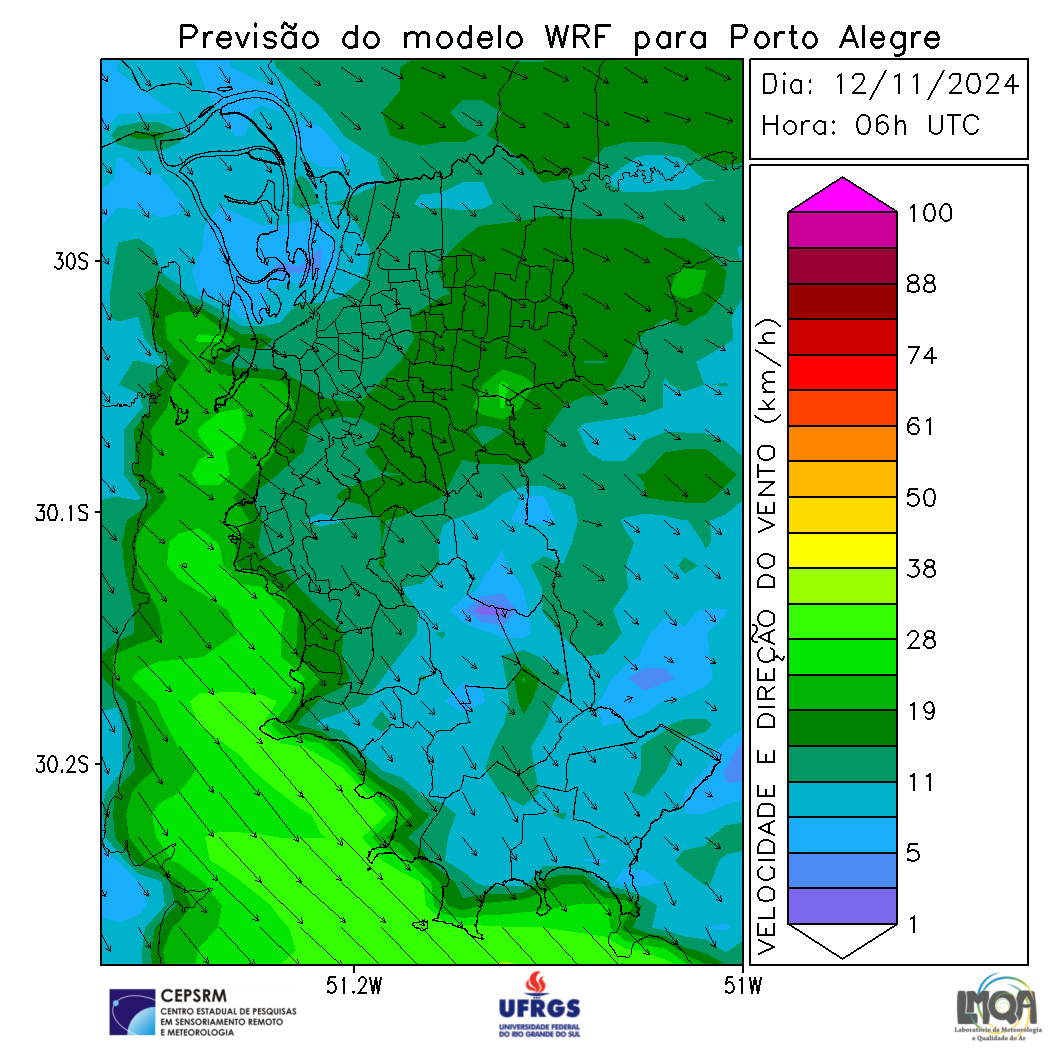 Previsão do modelo WRF para Porto Alegre
Dia: 12/11/2024
Hora: 06h UTC
30S
30.1S
30.2S
51.2W
51W
VELOCIDADE E DIREÇÃO DO VENTO (km/h)
100
88
74
61
50
38
28
19
11
5
1
CEPSRM
CENTRO ESTADUAL DE PESQUISAS
EM SENSORIAMENTO REMOTO
E METEOROLOGIA
UFRGS
UNIVERSIDADE FEDERAL
DO RIO GRANDE DO SUL
LMQA
Laboratório de Meteorologia
e Qualidade do Ar